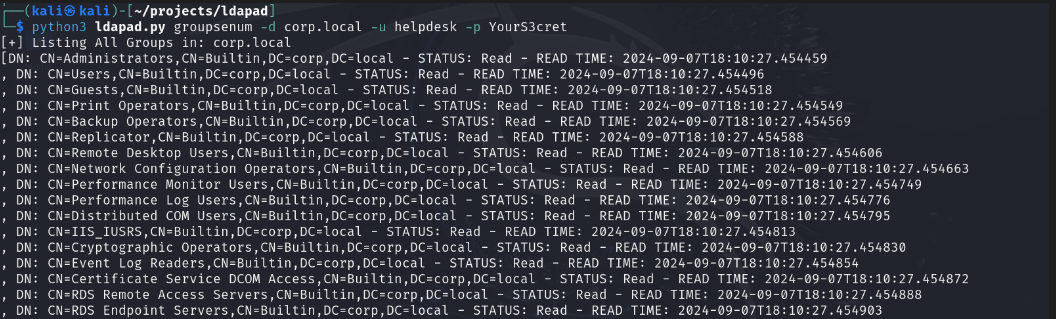 ┌──(kali㉿kali)-[~/projects/ldapad]
└─$ python3 ldapad.py groupsenum -d corp.local -u helpdesk -p YourS3cret
[+] Listing All Groups in: corp.local
[DN: CN=Administrators,CN=Builtin,DC=corp,DC=local - STATUS: Read - READ TIME: 2024-09-07T18:10:27.454459
, DN: CN=Users,CN=Builtin,DC=corp,DC=local - STATUS: Read - READ TIME: 2024-09-07T18:10:27.454496
, DN: CN=Guests,CN=Builtin,DC=corp,DC=local - STATUS: Read - READ TIME: 2024-09-07T18:10:27.454518
, DN: CN=Print Operators,CN=Builtin,DC=corp,DC=local - STATUS: Read - READ TIME: 2024-09-07T18:10:27.454549
, DN: CN=Backup Operators,CN=Builtin,DC=corp,DC=local - STATUS: Read - READ TIME: 2024-09-07T18:10:27.454569
, DN: CN=Replicator,CN=Builtin,DC=corp,DC=local - STATUS: Read - READ TIME: 2024-09-07T18:10:27.454588
, DN: CN=Remote Desktop Users,CN=Builtin,DC=corp,DC=local - STATUS: Read - READ TIME: 2024-09-07T18:10:27.454606
, DN: CN=Network Configuration Operators,CN=Builtin,DC=corp,DC=local - STATUS: Read - READ TIME: 2024-09-07T18:10:27.454663
, DN: CN=Performance Monitor Users,CN=Builtin,DC=corp,DC=local - STATUS: Read - READ TIME: 2024-09-07T18:10:27.454749
, DN: CN=Performance Log Users,CN=Builtin,DC=corp,DC=local - STATUS: Read - READ TIME: 2024-09-07T18:10:27.454776
, DN: CN=Distributed COM Users,CN=Builtin,DC=corp,DC=local - STATUS: Read - READ TIME: 2024-09-07T18:10:27.454795
, DN: CN=IIS_IUSRS,CN=Builtin,DC=corp,DC=local - STATUS: Read - READ TIME: 2024-09-07T18:10:27.454813
, DN: CN=Cryptographic Operators,CN=Builtin,DC=corp,DC=local - STATUS: Read - READ TIME: 2024-09-07T18:10:27.454830
, DN: CN=Event Log Readers,CN=Builtin,DC=corp,DC=local - STATUS: Read - READ TIME: 2024-09-07T18:10:27.454854
, DN: CN=Certificate Service DCOM Access,CN=Builtin,DC=corp,DC=local - STATUS: Read - READ TIME: 2024-09-07T18:10:27.454872
, DN: CN=RDS Remote Access Servers,CN=Builtin,DC=corp,DC=local - STATUS: Read - READ TIME: 2024-09-07T18:10:27.454888
, DN: CN=RDS Endpoint Servers,CN=Builtin,DC=corp,DC=local - STATUS: Read - READ TIME: 2024-09-07T18:10:27.454903